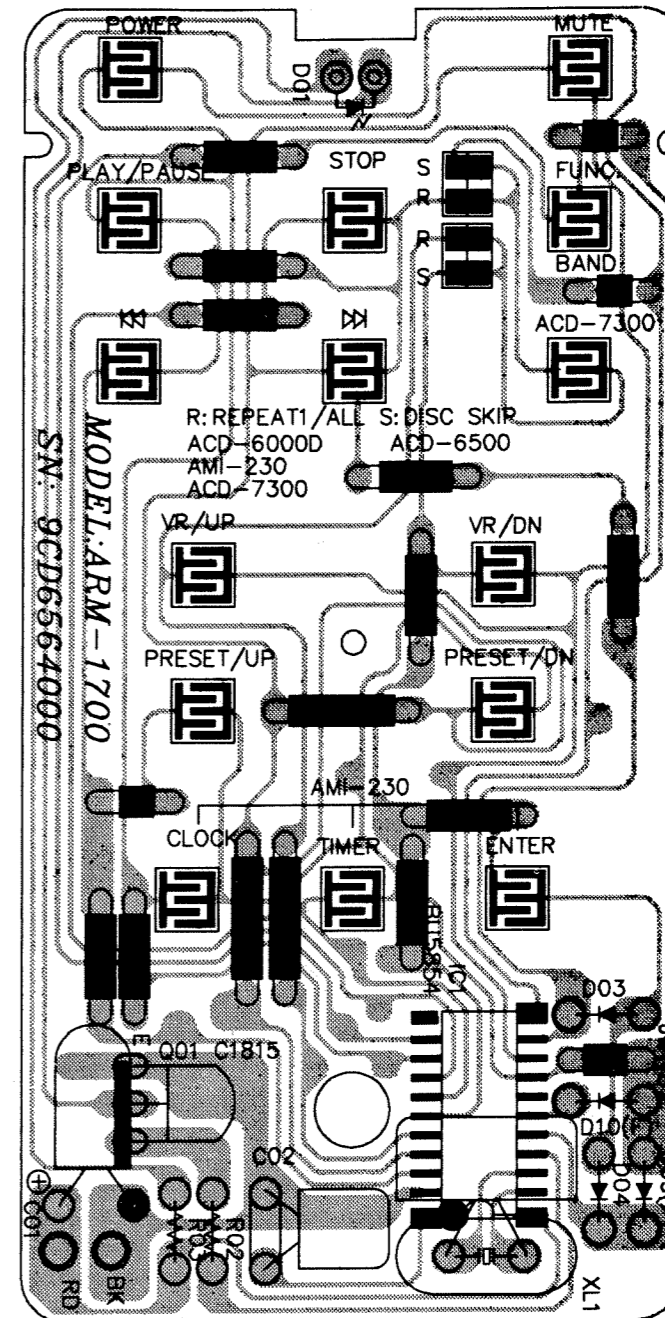 POWER
MUTE
D01
PLAY/PAUSE
STOP
S
R
R
S
FUNC.
BAND
ACD-7300
R:REPEAT1/ALL S:DISC SKIP
ACD-6000D ACD-6500
AMI-230
ACD-7300
MODEL:ARM-1700
SN: 9CD6564000
VR/UP
VR/DN
PRESET/UP
PRESET/DN
AMI-230
CLOCK
TIMER
ENTER
BU5854
IC1
D03
E
Q01 C1815
D10
D04
C02
C01
R03
R02
RD
BK
XL1